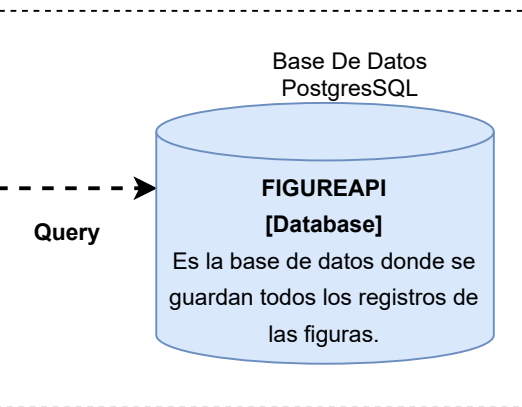 Base De Datos
PostgresSQL
FIGUREAPI
[Database]
Query
Es la base de datos donde se
guardan todos los registros de
las figuras.